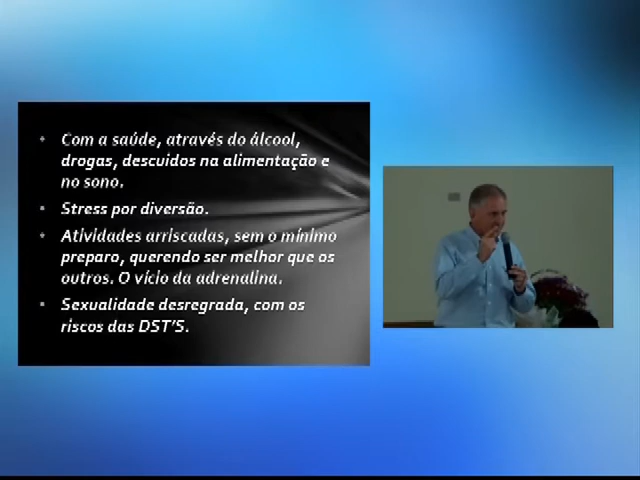 Com a saúde, através do álcool,
drogas, descuidos na alimentação e
no sono.
Stress por diversão.
Atividades arriscadas, sem o mínimo
preparo, querendo ser melhor que os
outros. O vício da adrenalina.
Sexualidade desregrada, com os
riscos das DST'S.